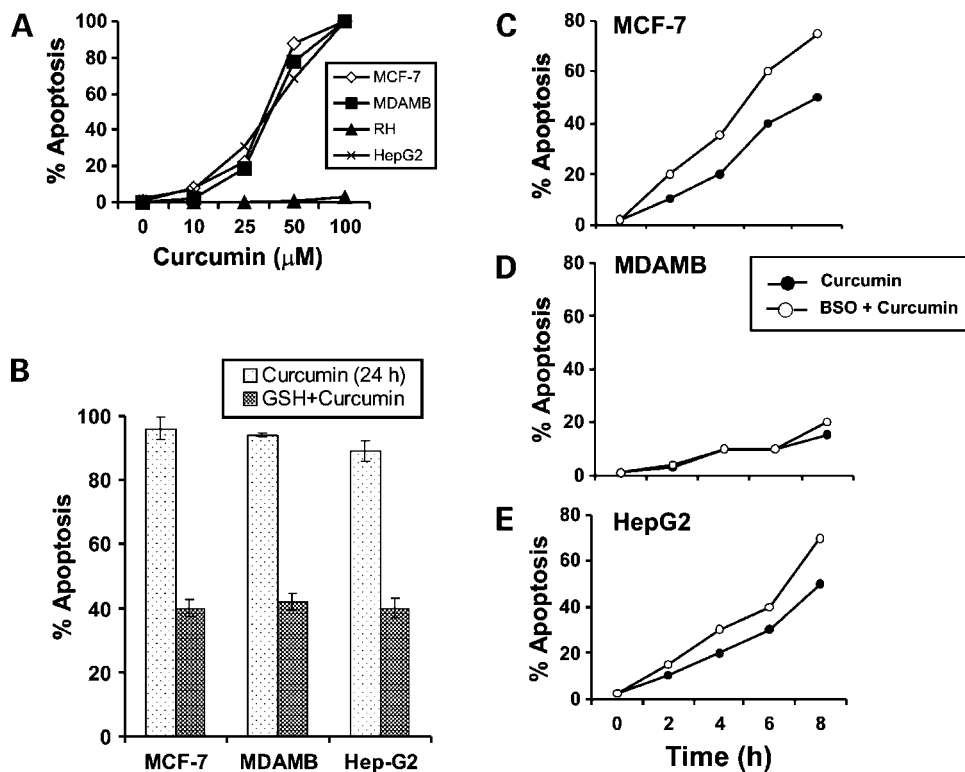 A
% Apoptosis
100
80
60
40
20
0
MCF-7
MDAMB
RH
HepG2
0 10 25 50 100
Curcumin (μM)
B
Curcumin (24 h)
GSH+Curcumin
% Apoptosis
100
80
60
40
20
0
MCF-7 MDAMB Hep-G2
C
MCF-7
% Apoptosis
80
60
40
20
0
D
MDAMB
% Apoptosis
80
60
40
20
0
Curcumin
BSO + Curcumin
E
HepG2
% Apoptosis
80
60
40
20
0
0 2 4 6 8
Time (h)